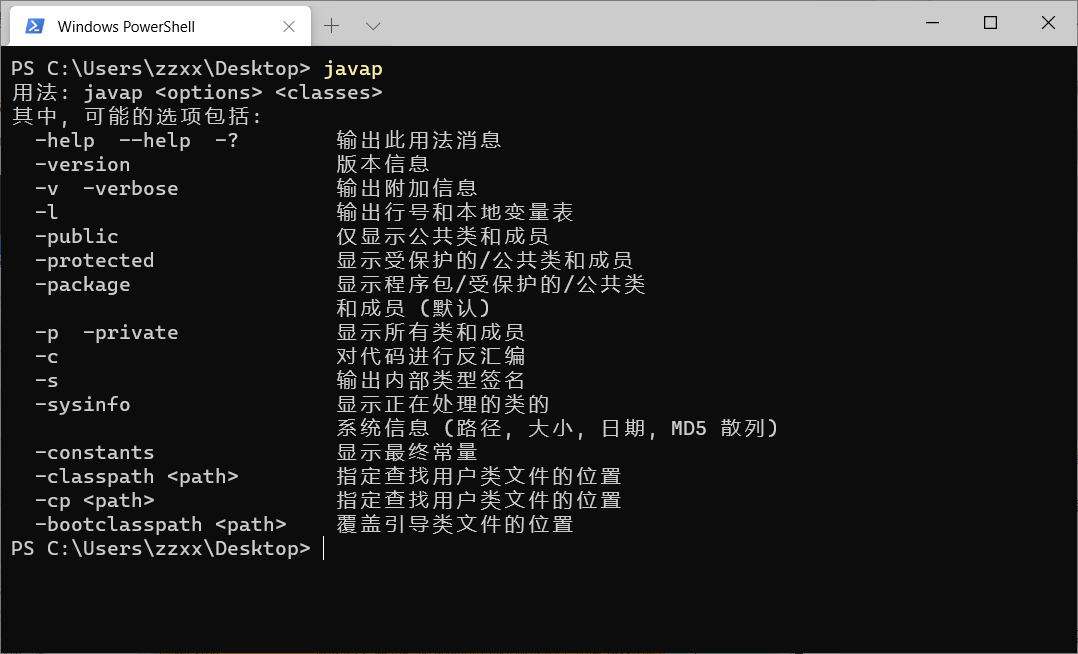 Windows PowerShell
PS C:\Users\zzxx\Desktop> javap
用法: javap <options> <classes>
其中, 可能的选项包括:
  -help  --help  -?        输出此用法消息
  -version                 版本信息
  -v  -verbose             输出附加信息
  -l                       输出行号和本地变量表
  -public                  仅显示公共类和成员
  -protected               显示受保护的/公共类和成员
  -package                 显示程序包/受保护的/公共类
                           和成员 (默认)
  -p  -private             显示所有类和成员
  -c                       对代码进行反汇编
  -s                       输出内部类型签名
  -sysinfo                 显示正在处理的类的
                           系统信息 (路径, 大小, 日期, MD5 散列)
  -constants               显示最终常量
  -classpath <path>        指定查找用户类文件的位置
  -cp <path>               指定查找用户类文件的位置
  -bootclasspath <path>    覆盖引导类文件的位置
PS C:\Users\zzxx\Desktop>